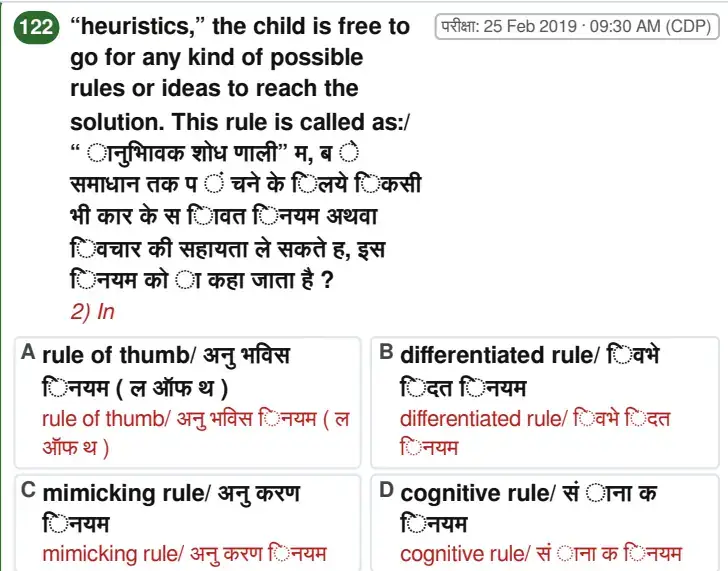 122 “heuristics,” the child is free to
परीक्षा: 25 Feb 2019 · 09:30 AM (CDP)
go for any kind of possible
rules or ideas to reach the
solution. This rule is called as:/
“ ◌ानुभिावक शोध णाली” म, ब ◌े
समाधान तक प ◌ं चने के ◌िलये ◌िकसी
भी कार के स ◌िावत ◌िनयम अथवा
◌िवचार की सहायता ले सकते ह, इस
◌िनयम को ◌ा कहा जाता है ?
2) In
A rule of thumb/ अनु भविस
◌िनयम ( ल ऑफ थ )
rule of thumb/ अनु भविस ◌िनयम ( ल
ऑफ थ )
B differentiated rule/ ◌िवभे
◌िदत ◌िनयम
differentiated rule/ ◌िवभे ◌िदत
◌िनयम
C mimicking rule/ अनु करण
◌िनयम
mimicking rule/ अनु करण ◌िनयम
D cognitive rule/ सं ◌ाना क
◌िनयम
cognitive rule/ सं ◌ाना क ◌िनयम